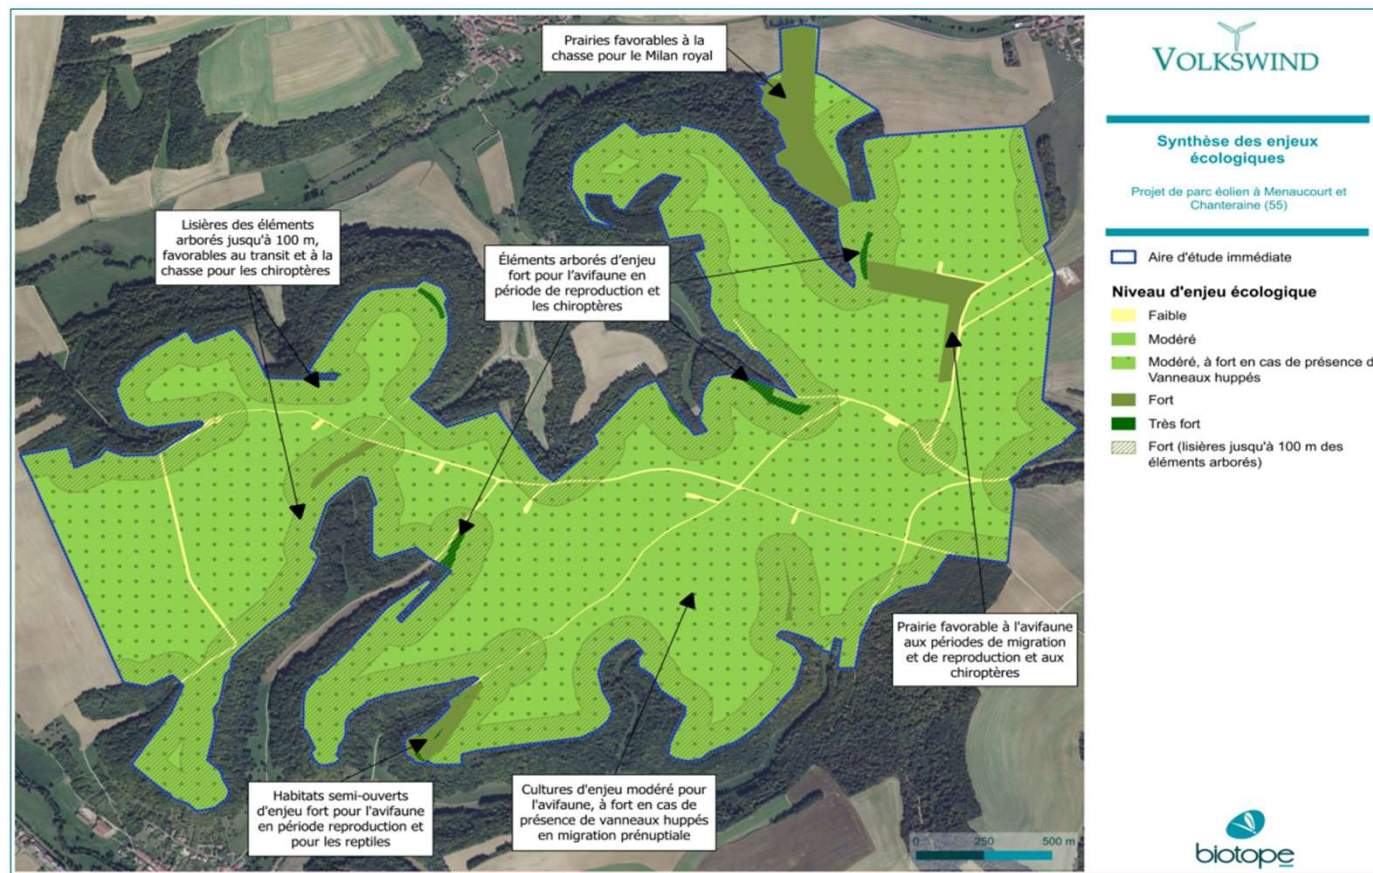 Prairies favorables à la
chasse pour le Milan royal
Lisières des éléments
arborés jusqu'à 100 m,
favorables au transit et à la
chasse pour les chiroptères
Éléments arborés d’enjeu
fort pour l’avifaune en
période de reproduction et
les chiroptères
Prairie favorable à l'avifaune
aux périodes de migration
et de reproduction et aux
chiroptères
Habitats semi-ouverts
d'enjeu fort pour l'avifaune
en période reproduction et
pour les reptiles
Cultures d'enjeu modéré pour
l'avifaune, à fort en cas de
présence de vanneaux huppés
en migration prénuptiale
0 250 500 m
VOLKSWIND
Synthèse des enjeux
écologiques
Projet de parc éolien à Menaucourt et
Chanteraine (55)
Aire d'étude immédiate
Niveau d'enjeu écologique
Faible
Modéré
Modéré, à fort en cas de présence d
Vanneaux huppés
Fort
Très fort
Fort (lisières jusqu'à 100 m des
éléments arborés)
biotope